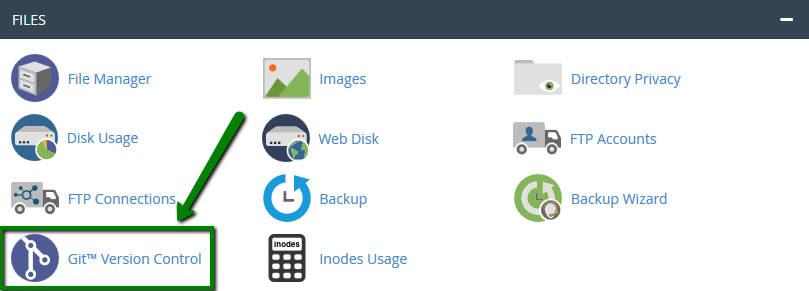 FILES
File Manager
Images
Directory Privacy
Disk Usage
Web Disk
FTP Accounts
FTP Connections
Backup
Backup Wizard
Git™ Version Control
inodes
Inodes Usage